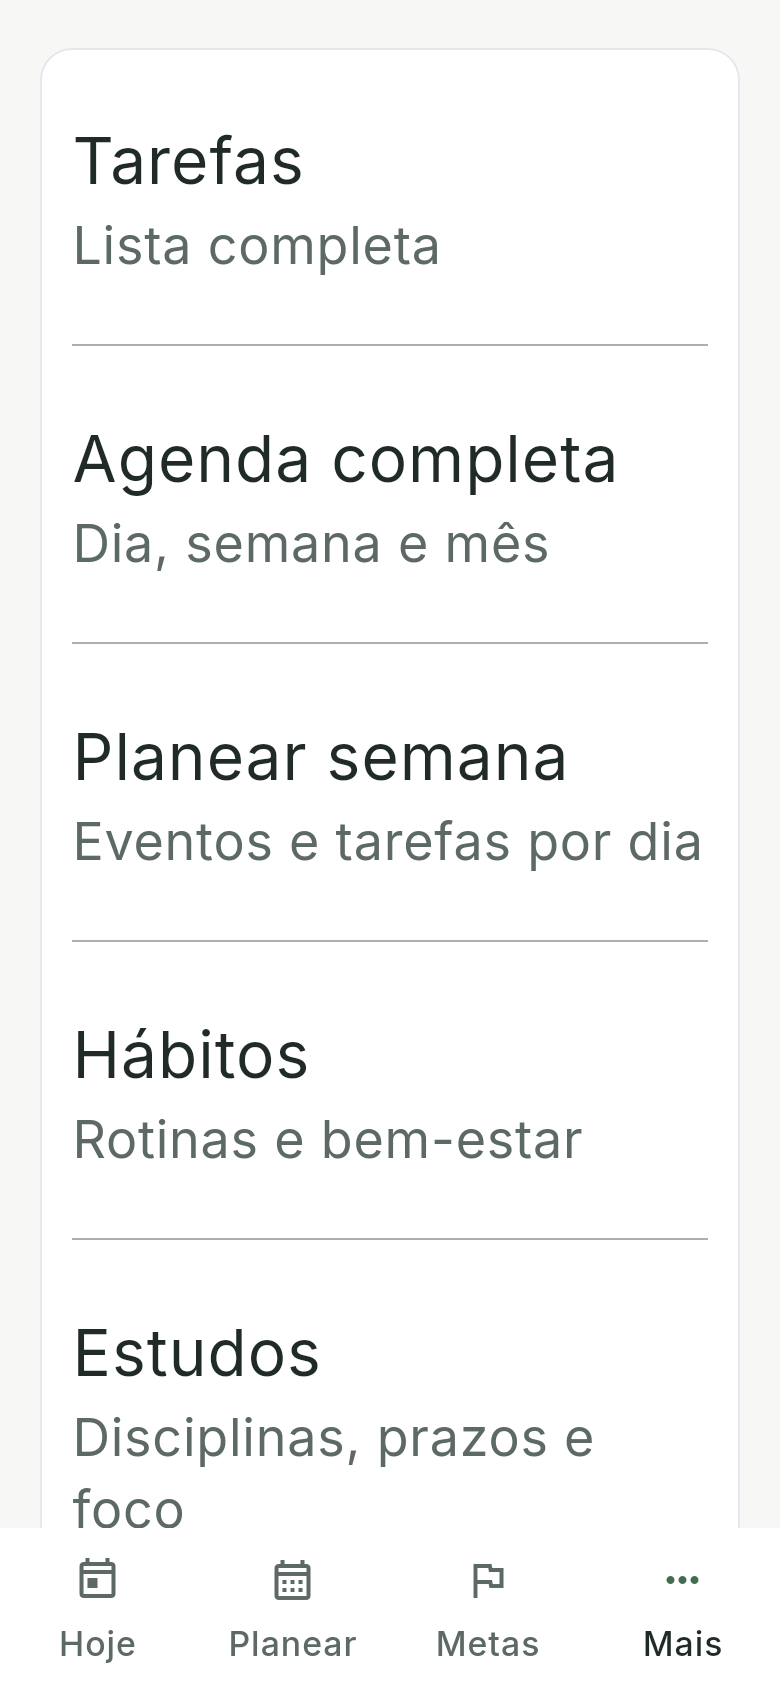 Tarefas
Lista completa
Agenda completa
Dia, semana e mês
Planear semana
Eventos e tarefas por dia
Hábitos
Rotinas e bem-estar
Estudos
Disciplinas, prazos e
foco
Hoje
Planear
Metas
Mais